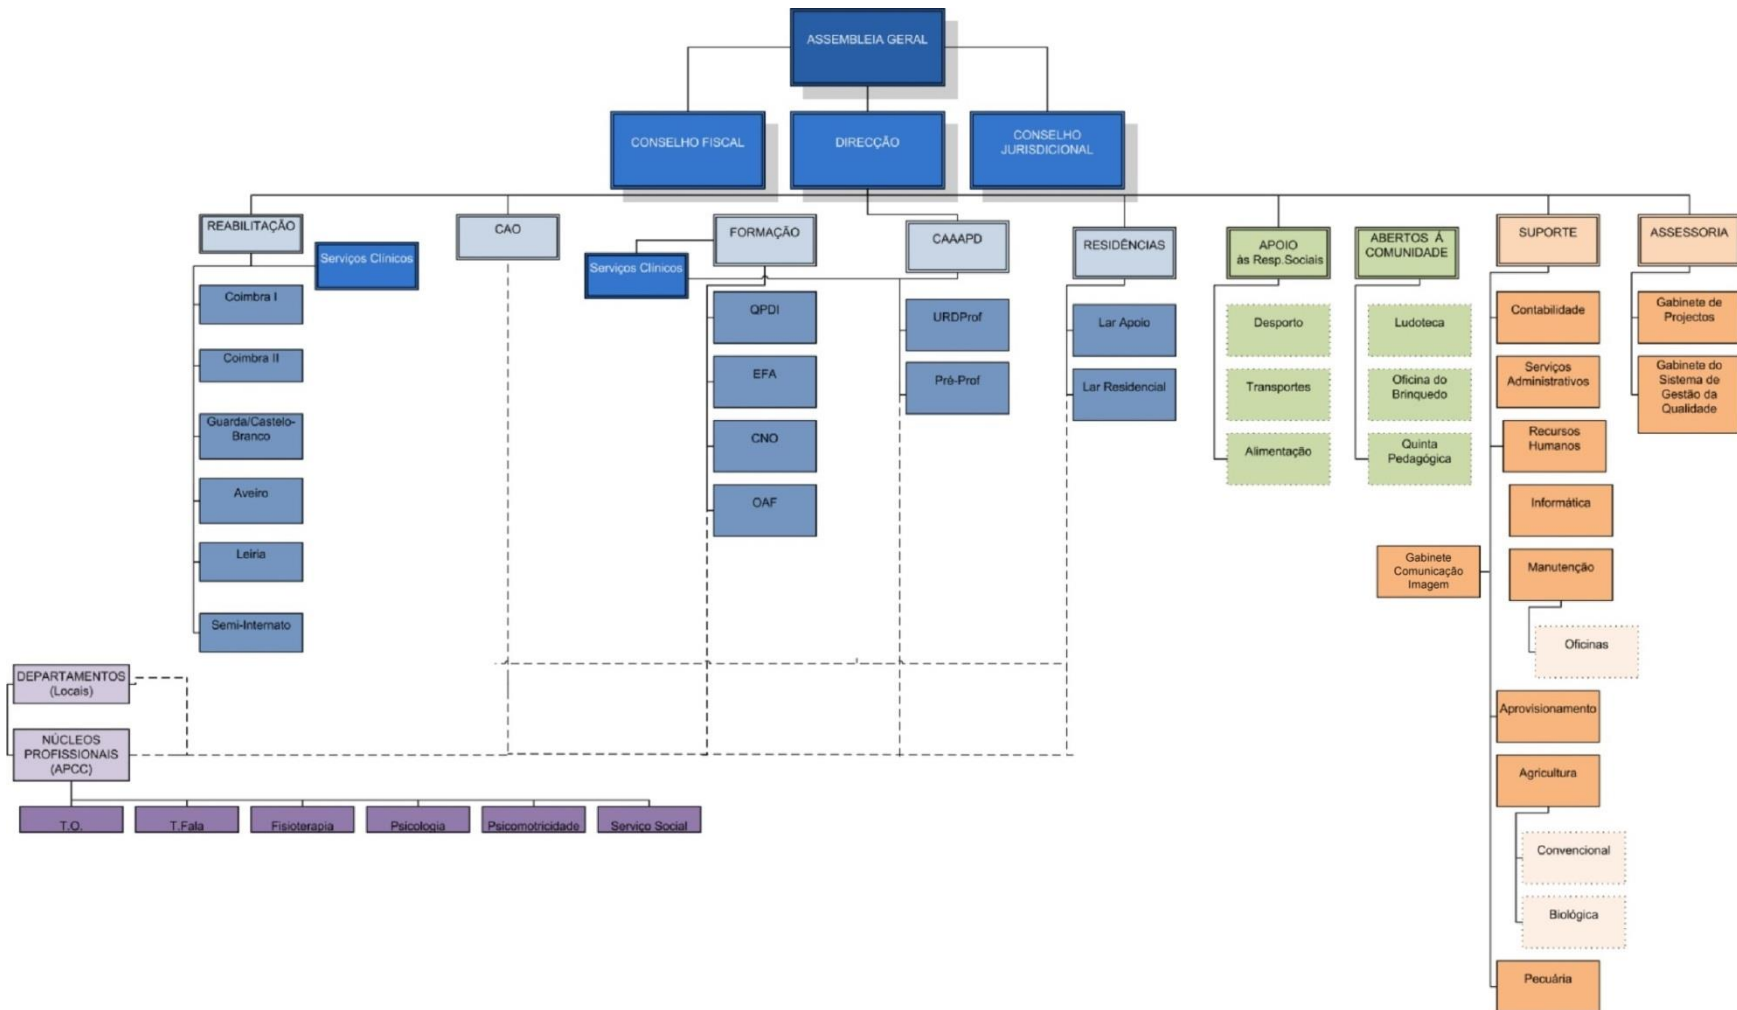 ASSEMBLEIA GERAL
CONSELHO FISCAL
DIRECÇÃO
CONSELHO
JURISDICIONAL
REABILITAÇÃO
Serviços Clínicos
Coimbra I
Coimbra II
Guarda/Castelo-
Branco
Aveiro
Leiria
Semi-Internato
CAO
FORMAÇÃO
Serviços Clínicos
QPDI
EFA
CNO
OAF
CAAAPD
URDProf
Pré-Prof
RESIDÊNCIAS
Lar Apoio
Lar Residencial
APOIO
às Resp.Sociais
Desporto
Transportes
Alimentação
ABERTOS Á
COMUNIDADE
Ludoteca
Oficina do
Brinquedo
Quinta
Pedagógica
SUPORTE
Contabilidade
Serviços
Administrativos
Recursos
Humanos
Informática
Gabinete
Comunicação
Imagem
Manutenção
Oficinas
Aprovisionamento
Agricultura
Convencional
Biológica
Pecuária
ASSESSORIA
Gabinete de
Projectos
Gabinete do
Sistema de
Gestão da
Qualidade
DEPARTAMENTOS
(Locais)
NÚCLEOS
PROFISSIONAIS
(APCC)
T.O.
T.Fala
Fisioterapia
Psicologia
Psicomotricidade
Serviço Social